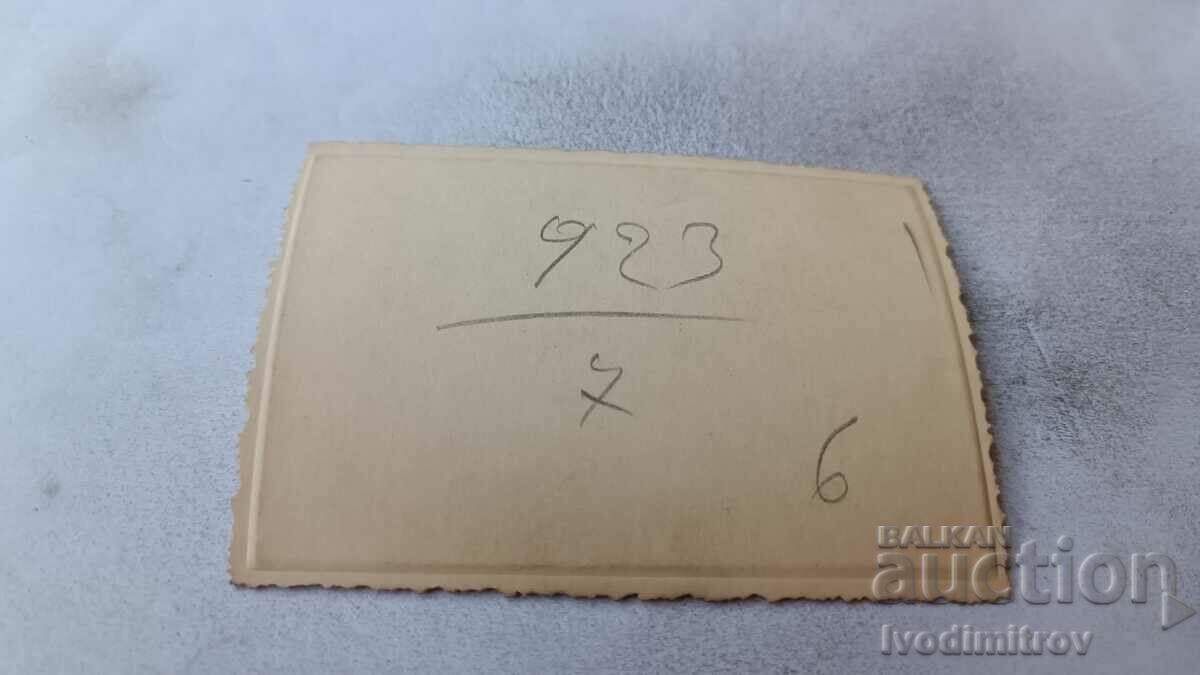 923
7
6
BALKAN
auction
Ivodimitrov